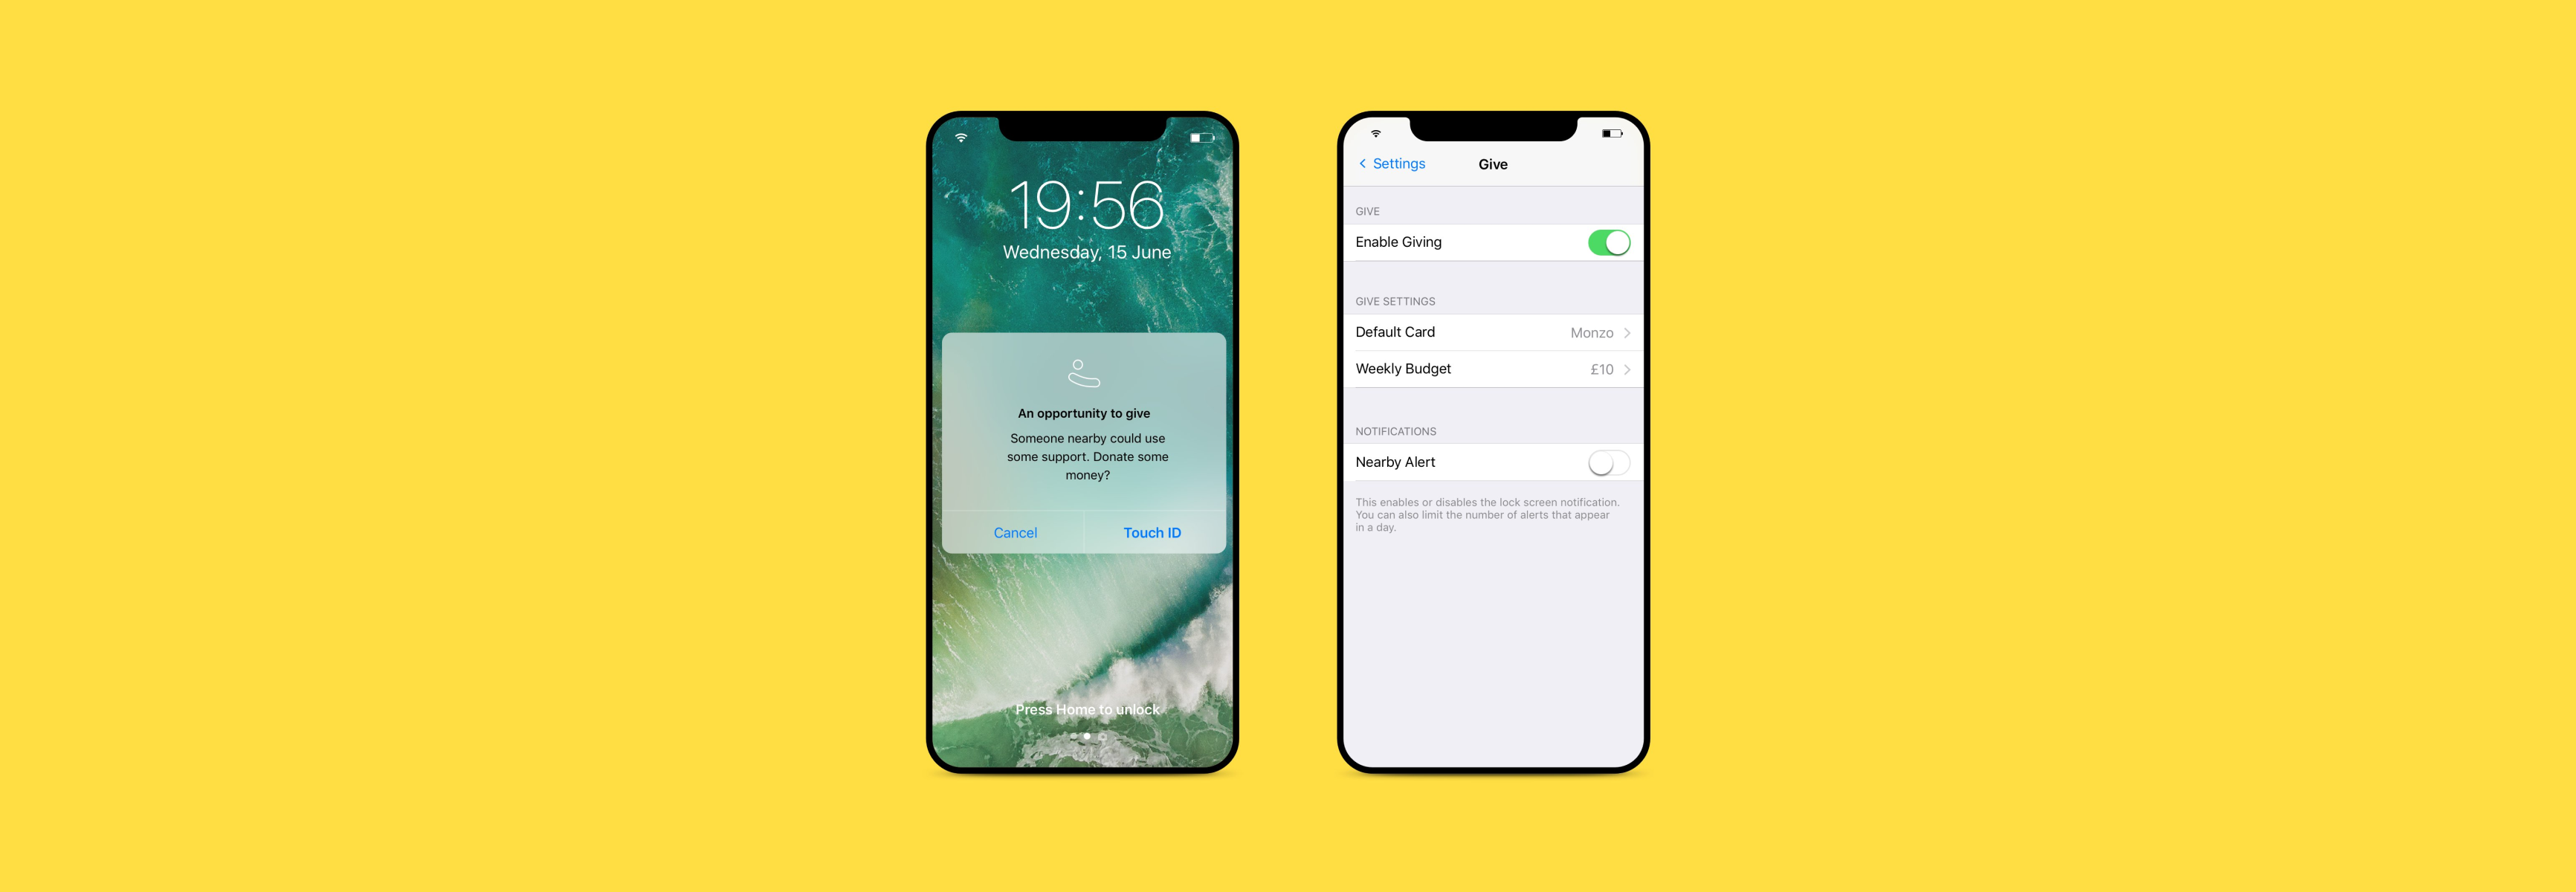 19:56
Wednesday, 15 June
An opportunity to give
Someone nearby could use
some support. Donate some
money?
Cancel
Touch ID
Press Home to unlock
Settings
Give
GIVE
Enable Giving
GIVE SETTINGS
Default Card Monzo
Weekly Budget £10
NOTIFICATIONS
Nearby Alert
This enables or disables the lock screen notification.
You can also limit the number of alerts that appear
in a day.